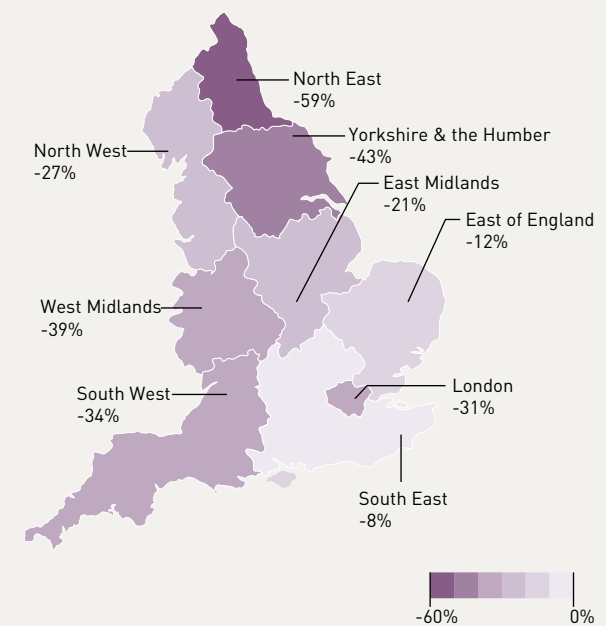 North East
-59%
Yorkshire & the Humber
-43%
North West
-27%
East Midlands
-21%
East of England
-12%
West Midlands
-39%
South West
-34%
London
-31%
South East
-8%
-60%
0%